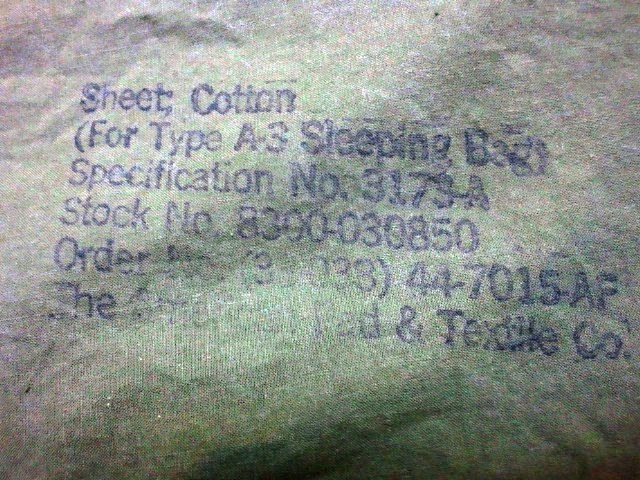 Sheet; Cotton
(For Type A-3 Sleeping Bag)
Specification No. 3173-A
Stock No. 8300-030850
Order 44-7015-AF
The & Textile Co.